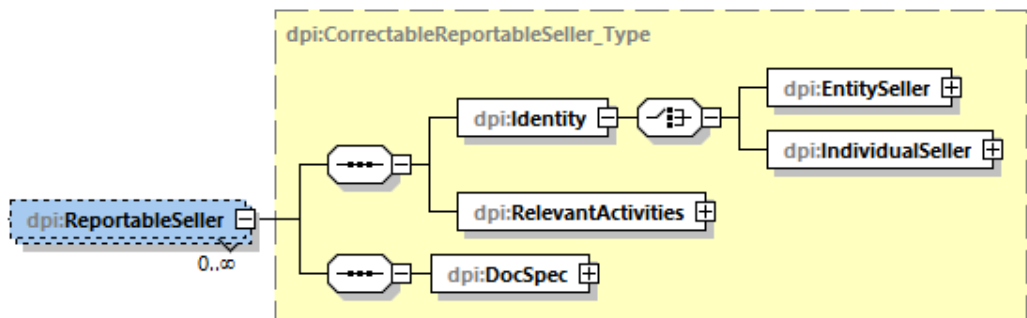 dpi:CorrectableReportableSeller_Type
dpi:EntitySeller
dpi:Identity
dpi:IndividualSeller
dpi:ReportableSeller
dpi:RelevantActivities
0..∞
dpi:DocSpec